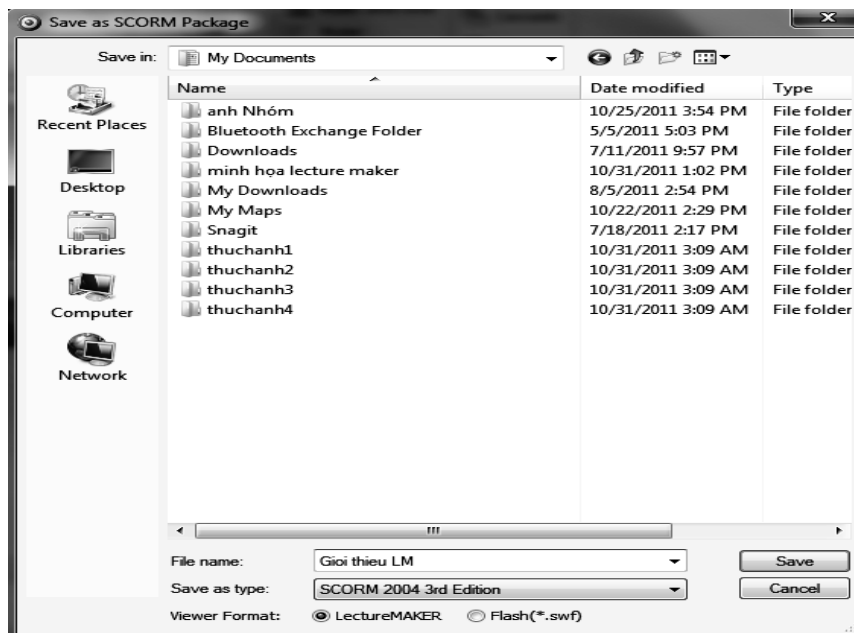 Save as SCORM Package
Save in: My Documents
Name Date modified Type
anh Nhóm 10/25/2011 3:54 PM File folder
Bluetooth Exchange Folder 5/5/2011 5:03 PM File folder
Downloads 7/11/2011 9:57 PM File folder
minh họa lecture maker 10/31/2011 1:02 PM File folder
My Downloads 8/5/2011 2:54 PM File folder
My Maps 10/22/2011 2:29 PM File folder
Snagit 7/18/2011 2:17 PM File folder
thuchanh1 10/31/2011 3:09 AM File folder
thuchanh2 10/31/2011 3:09 AM File folder
thuchanh3 10/31/2011 3:09 AM File folder
thuchanh4 10/31/2011 3:09 AM File folder
Recent Places
Desktop
Libraries
Computer
Network
File name: Gioi thieu LM Save
Save as type: SCORM 2004 3rd Edition Cancel
Viewer Format: LectureMAKER Flash(*.swf)